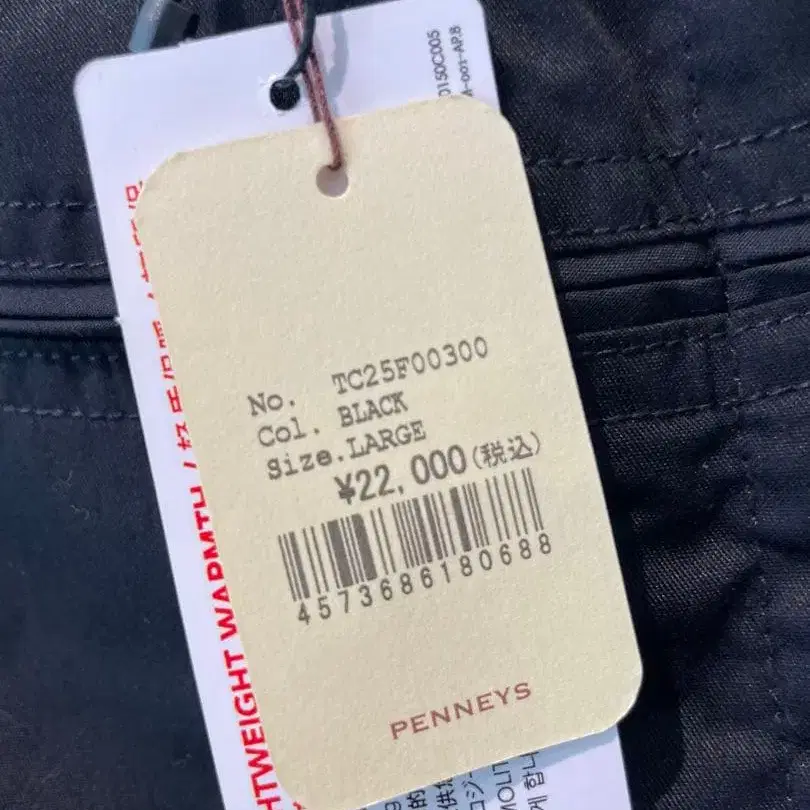 No. TC25F00300
Col. BLACK
Size.LARGE
¥22,000(税込)
4573686180688
PENNEYS
HTWEIGHT WARMTH /